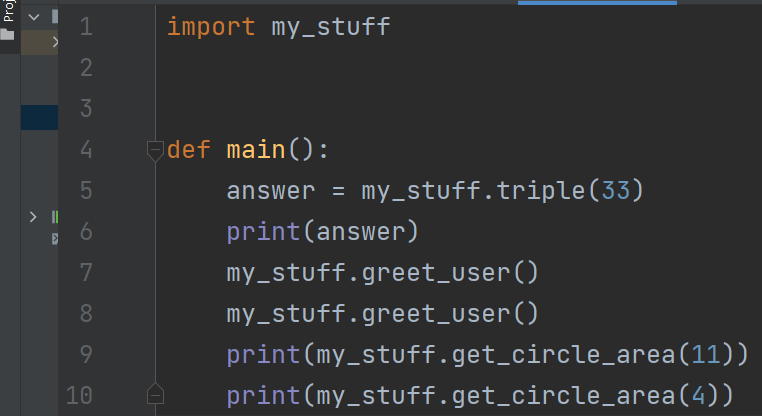 Proj
1 import my_stuff
2
3
4 def main():
5     answer = my_stuff.triple(33)
6     print(answer)
7     my_stuff.greet_user()
8     my_stuff.greet_user()
9     print(my_stuff.get_circle_area(11))
10     print(my_stuff.get_circle_area(4))